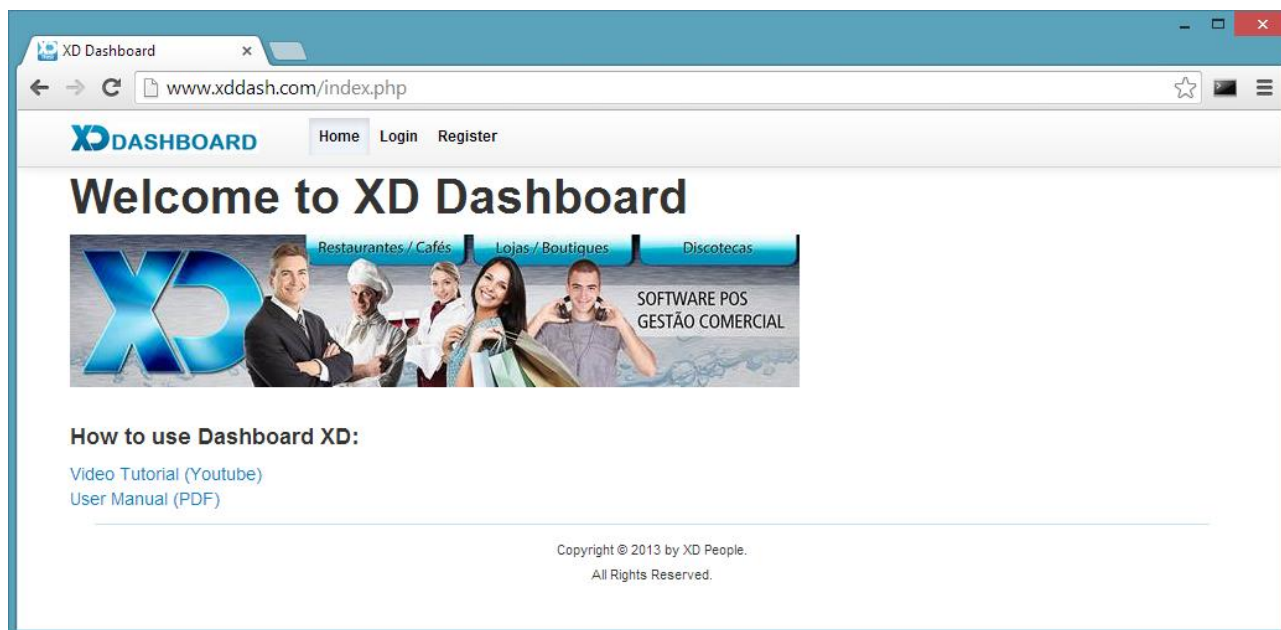 XD Dashboard
www.xddash.com/index.php
XD DASHBOARD
Home Login Register
Welcome to XD Dashboard
XD
Restaurantes / Cafés Lojas / Boutiques Discotecas
SOFTWARE POS
GESTÃO COMERCIAL
How to use Dashboard XD:
Video Tutorial (Youtube)
User Manual (PDF)
Copyright © 2013 by XD People.
All Rights Reserved.